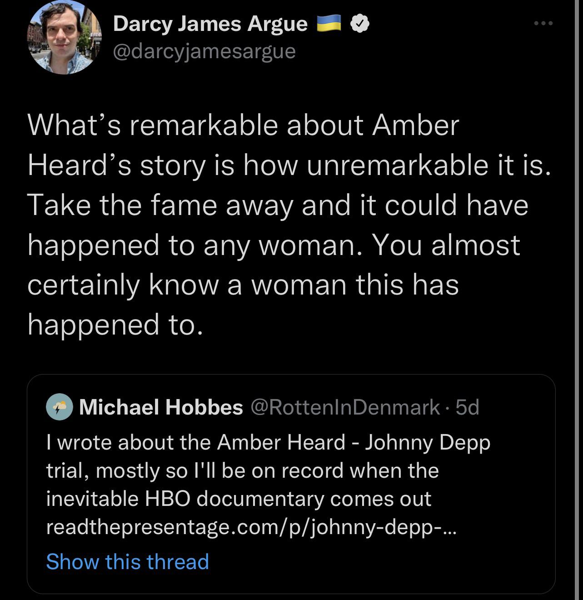 Darcy James Argue 🇺🇦
@darcyjamesargue
What’s remarkable about Amber
Heard’s story is how unremarkable it is.
Take the fame away and it could have
happened to any woman. You almost
certainly know a woman this has
happened to.
Michael Hobbes @RottenInDenmark · 5d
I wrote about the Amber Heard - Johnny Depp
trial, mostly so I'll be on record when the
inevitable HBO documentary comes out
readthepresentage.com/p/johnny-depp-...
Show this thread